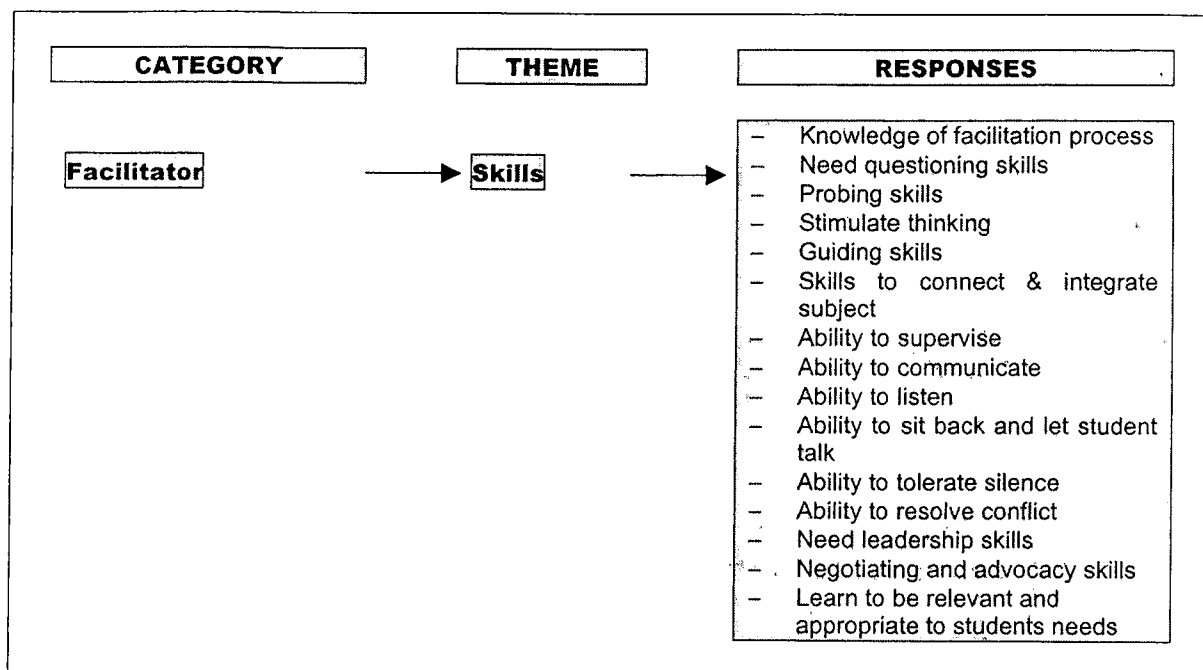 CATEGORY
THEME
RESPONSES
Facilitator
Skills
– Knowledge of facilitation process
– Need questioning skills
– Probing skills
– Stimulate thinking
– Guiding skills
– Skills to connect & integrate
subject
– Ability to supervise
– Ability to communicate
– Ability to listen
– Ability to sit back and let student
talk
– Ability to tolerate silence
– Ability to resolve conflict
– Need leadership skills
– Negotiating and advocacy skills
– Learn to be relevant and
appropriate to students needs